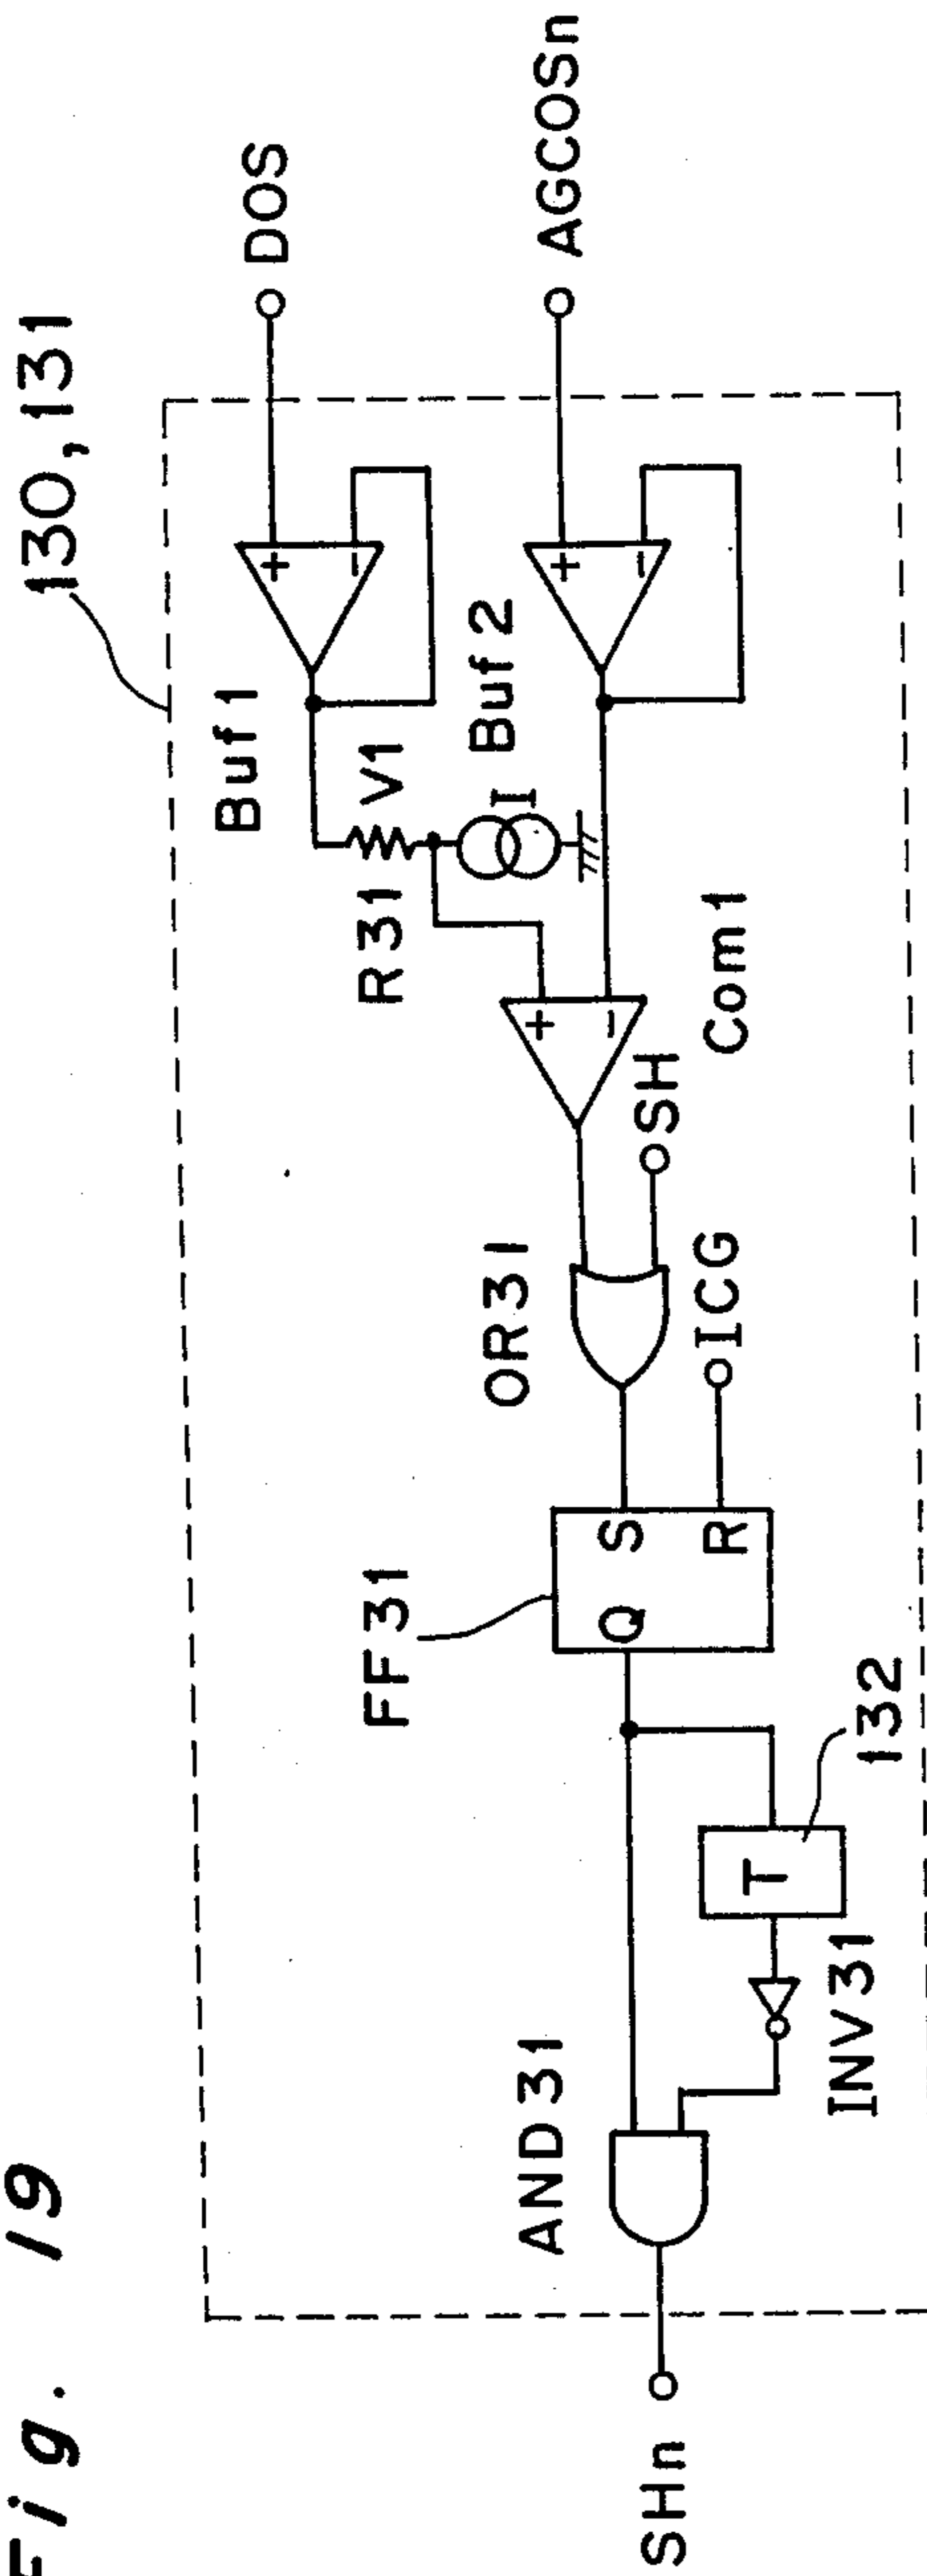 Fig. 19
130, 131
DOS
AGCOSn
Buf1
Buf2
V1
R31
I
+
-
+
-
+
-
Com1
SH
OR31
ICG
FF31
S
R
Q
132
T
INV31
AND31
SHn